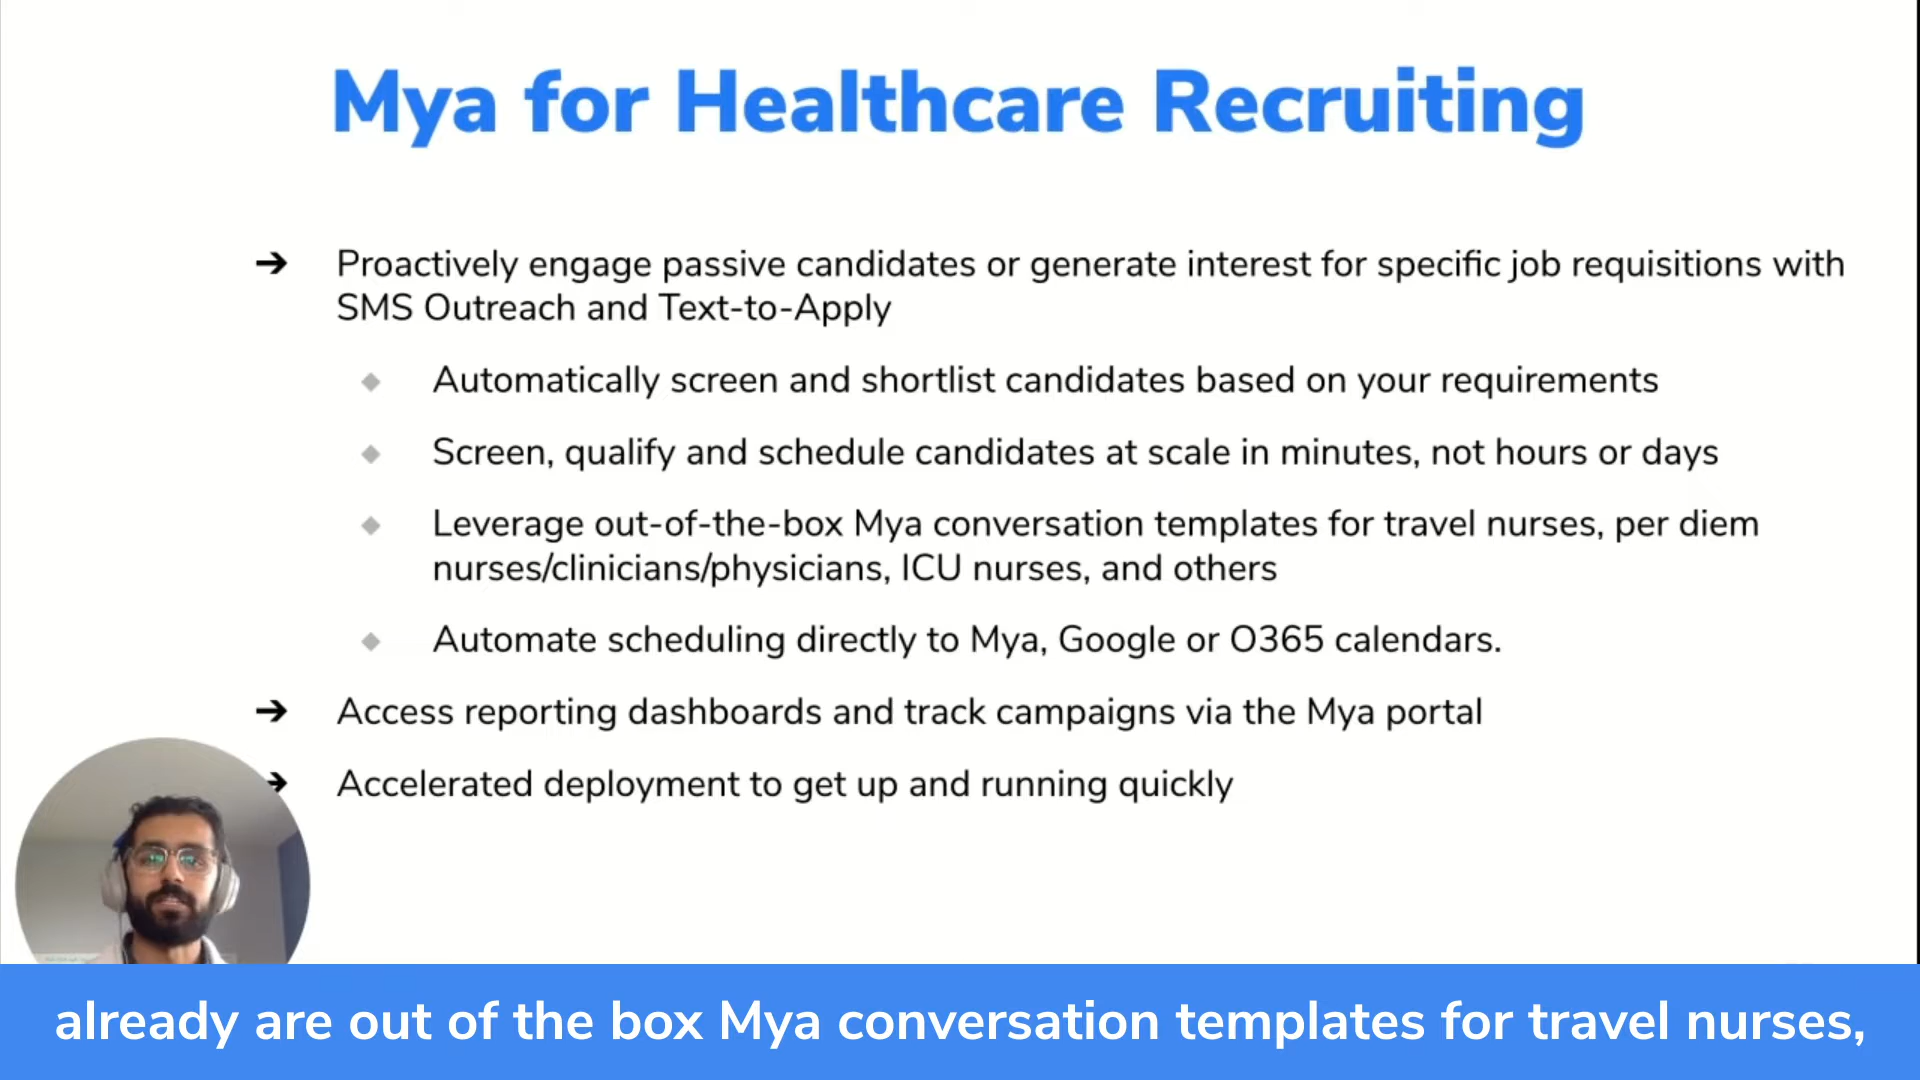 Mya for Healthcare Recruiting
➔ Proactively engage passive candidates or generate interest for specific job requisitions with
SMS Outreach and Text-to-Apply
◆ Automatically screen and shortlist candidates based on your requirements
◆ Screen, qualify and schedule candidates at scale in minutes, not hours or days
◆ Leverage out-of-the-box Mya conversation templates for travel nurses, per diem
nurses/clinicians/physicians, ICU nurses, and others
◆ Automate scheduling directly to Mya, Google or O365 calendars.
➔ Access reporting dashboards and track campaigns via the Mya portal
➔ Accelerated deployment to get up and running quickly
already are out of the box Mya conversation templates for travel nurses,